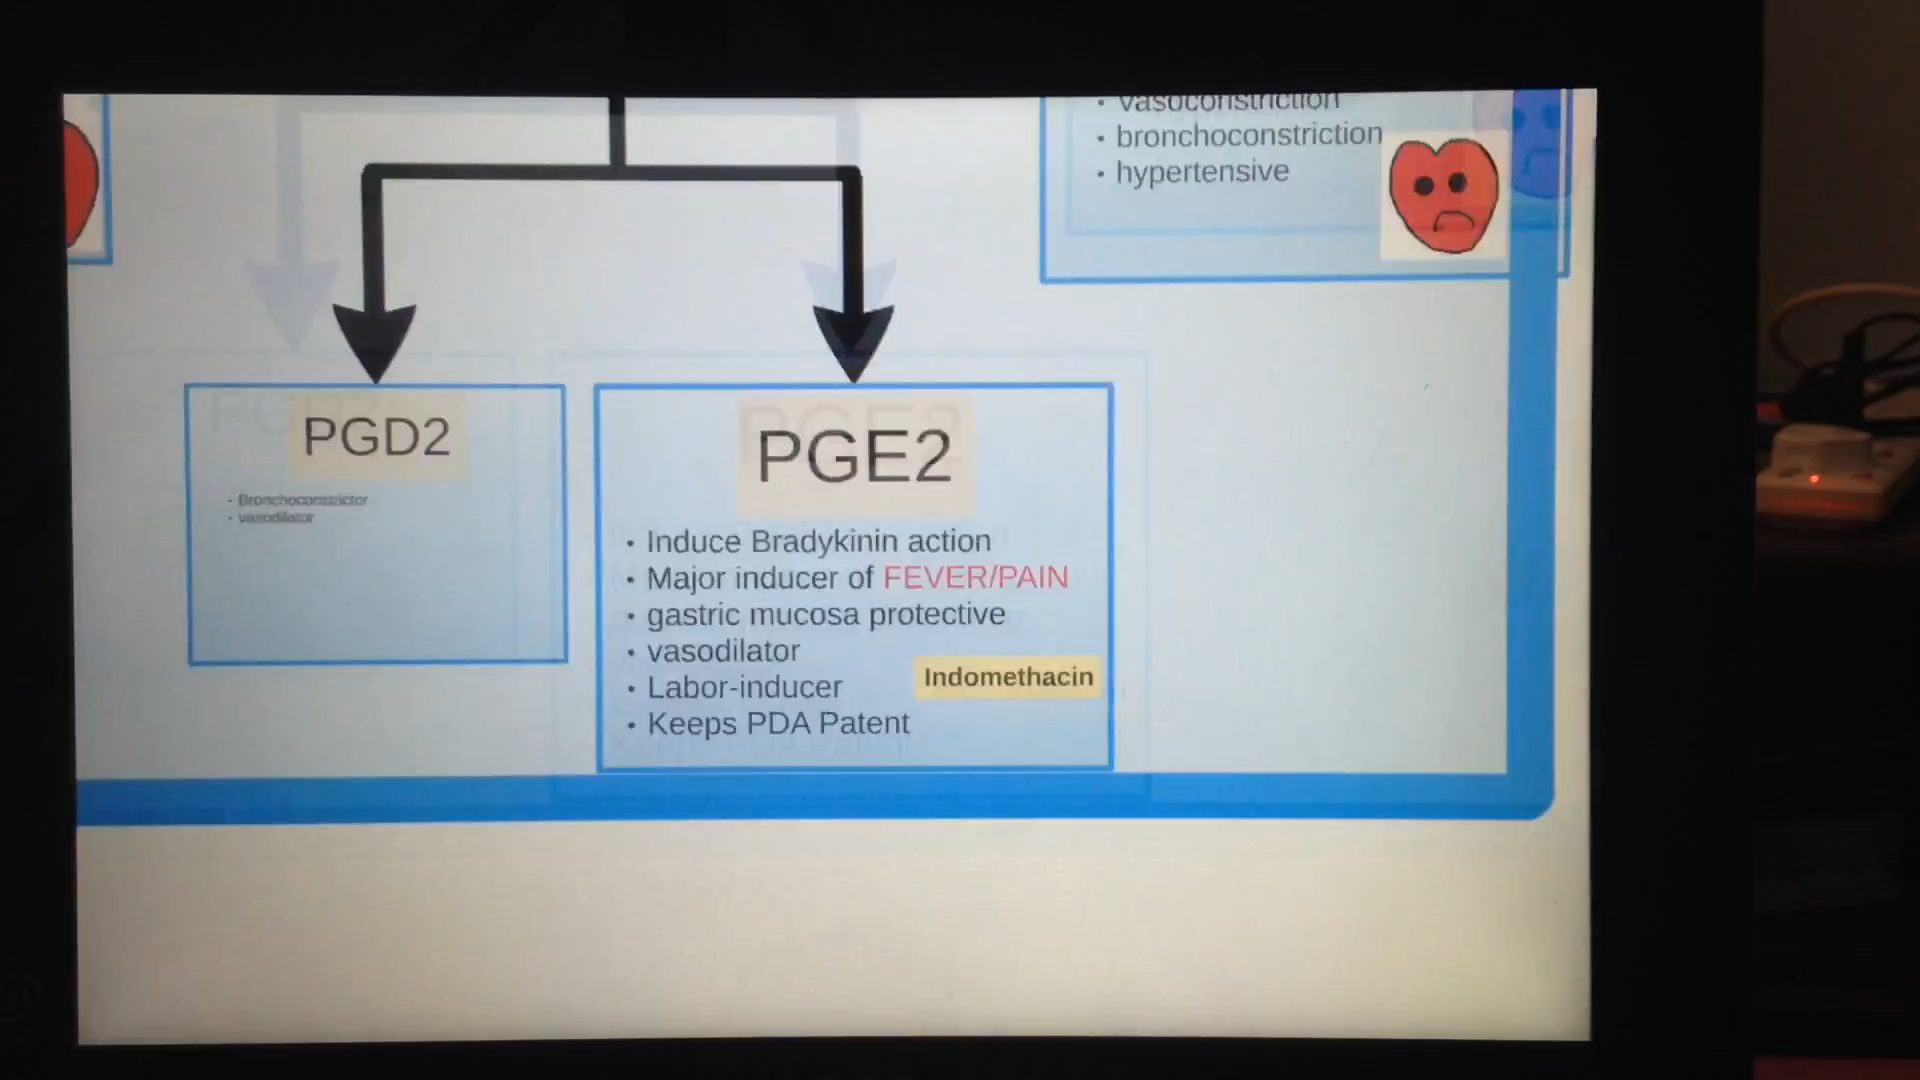 vasoconstriction
• bronchoconstriction
• hypertensive
PGD2
• Bronchoconstrictor
• vasodilator
PGE2
• Induce Bradykinin action
• Major inducer of FEVER/PAIN
• gastric mucosa protective
• vasodilator
• Labor-inducer
• Keeps PDA Patent
Indomethacin